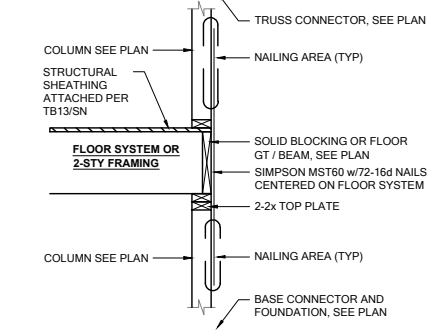 TRUSS CONNECTOR, SEE PLAN
COLUMN SEE PLAN
NAILING AREA (TYP)
STRUCTURAL
SHEATHING
ATTACHED PER
TB13/SN
FLOOR SYSTEM OR
2-STY FRAMING
SOLID BLOCKING OR FLOOR
GT / BEAM, SEE PLAN
SIMPSON MST60 w/72-16d NAILS
CENTERED ON FLOOR SYSTEM
2-2x TOP PLATE
COLUMN SEE PLAN
NAILING AREA (TYP)
BASE CONNECTOR AND
FOUNDATION, SEE PLAN